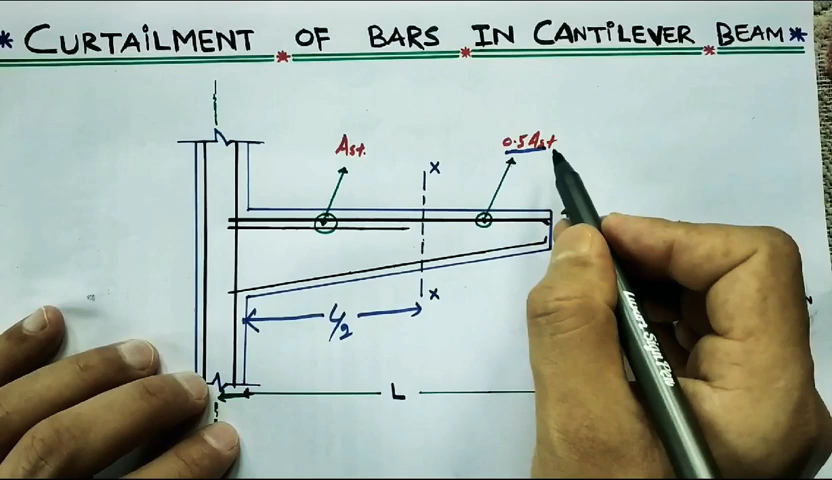 * CURTAILMENT * OF BARS * IN CANTILEVER * BEAM *
Ast.
0.5Ast
x
L/2
x
L